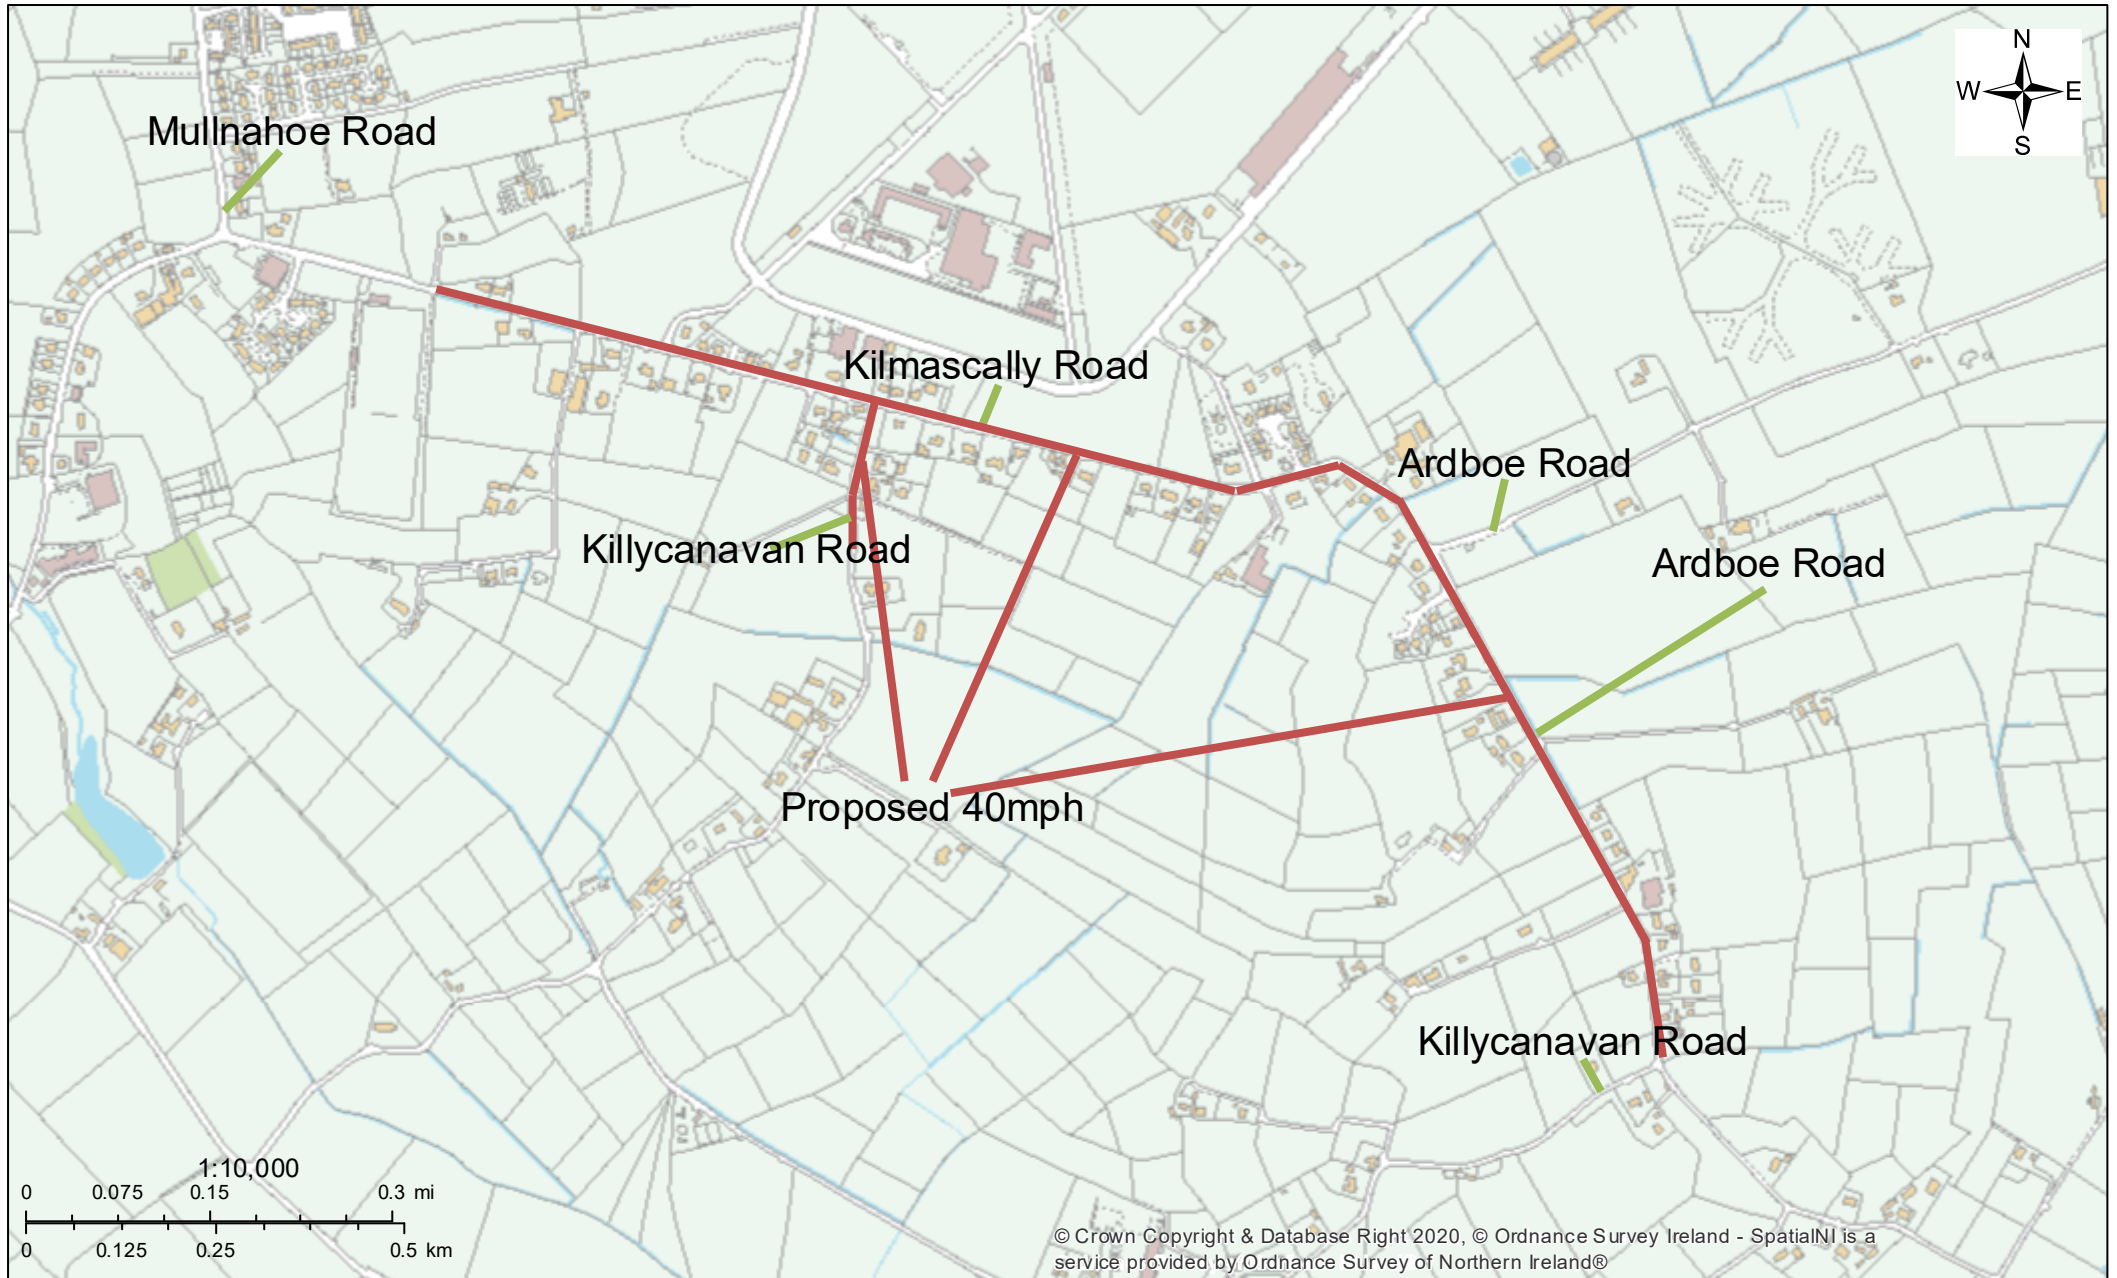 N
W E
S
Mullnahoe Road
Kilmascally Road
Ardboe Road
Killycanavan Road
Ardboe Road
Proposed 40mph
Killycanavan Road
1:10,000
0 0.075 0.15 0.3 mi
0 0.125 0.25 0.5 km
© Crown Copyright & Database Right 2020, © Ordnance Survey Ireland - SpatialNI is a
service provided by Ordnance Survey of Northern Ireland®